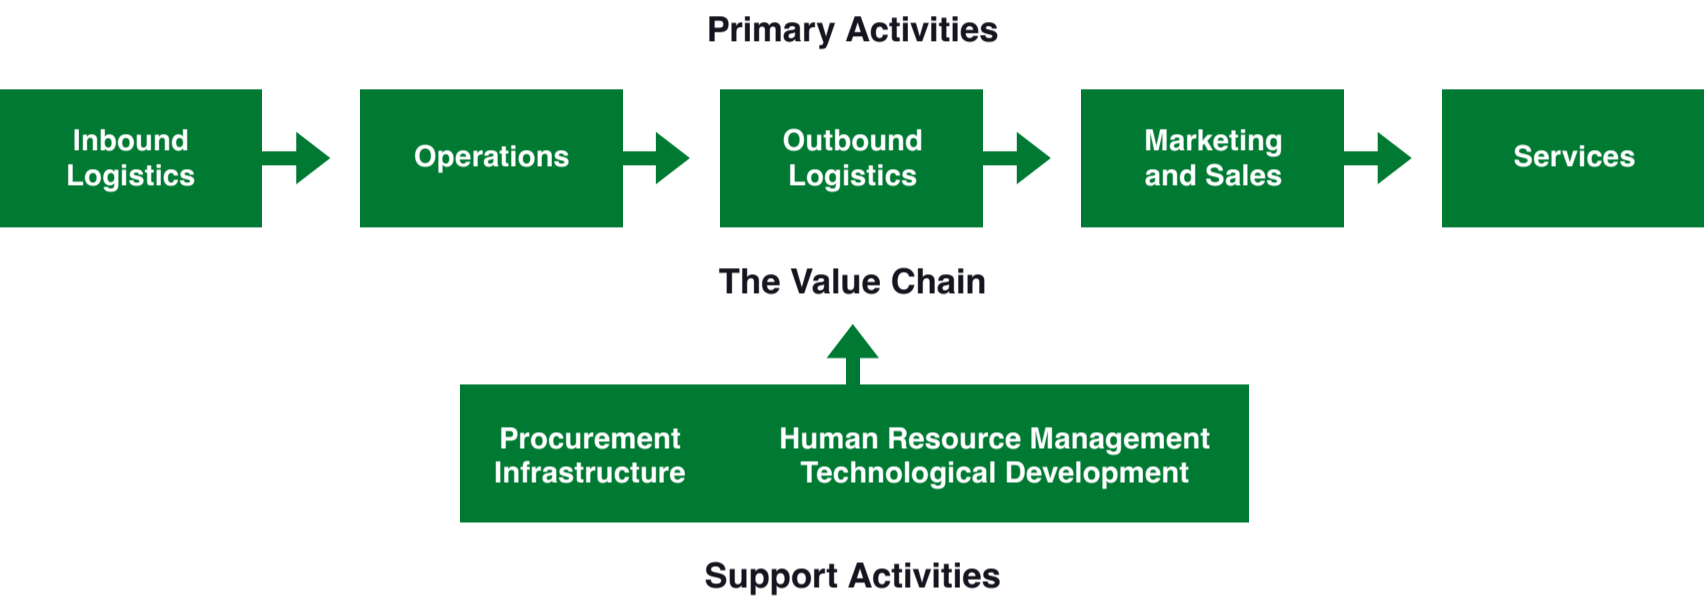 Primary Activities
Inbound
Logistics
Operations
Outbound
Logistics
Marketing
and Sales
Services
The Value Chain
Procurement
Infrastructure
Human Resource Management
Technological Development
Support Activities